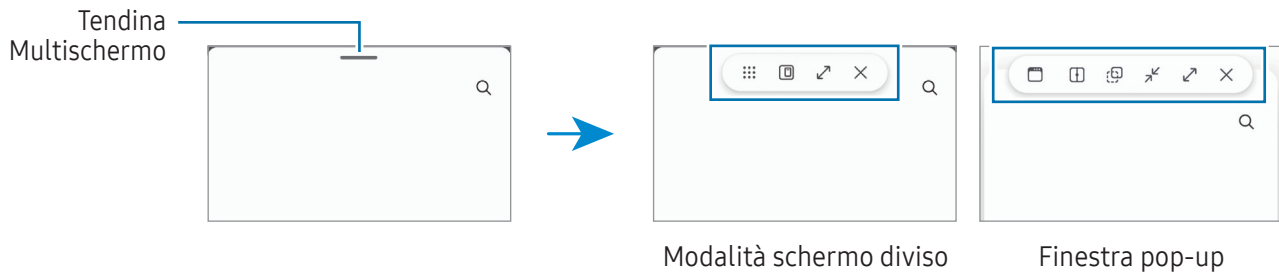 Tendina
Multischermo
Modalità schermo diviso
Finestra pop-up